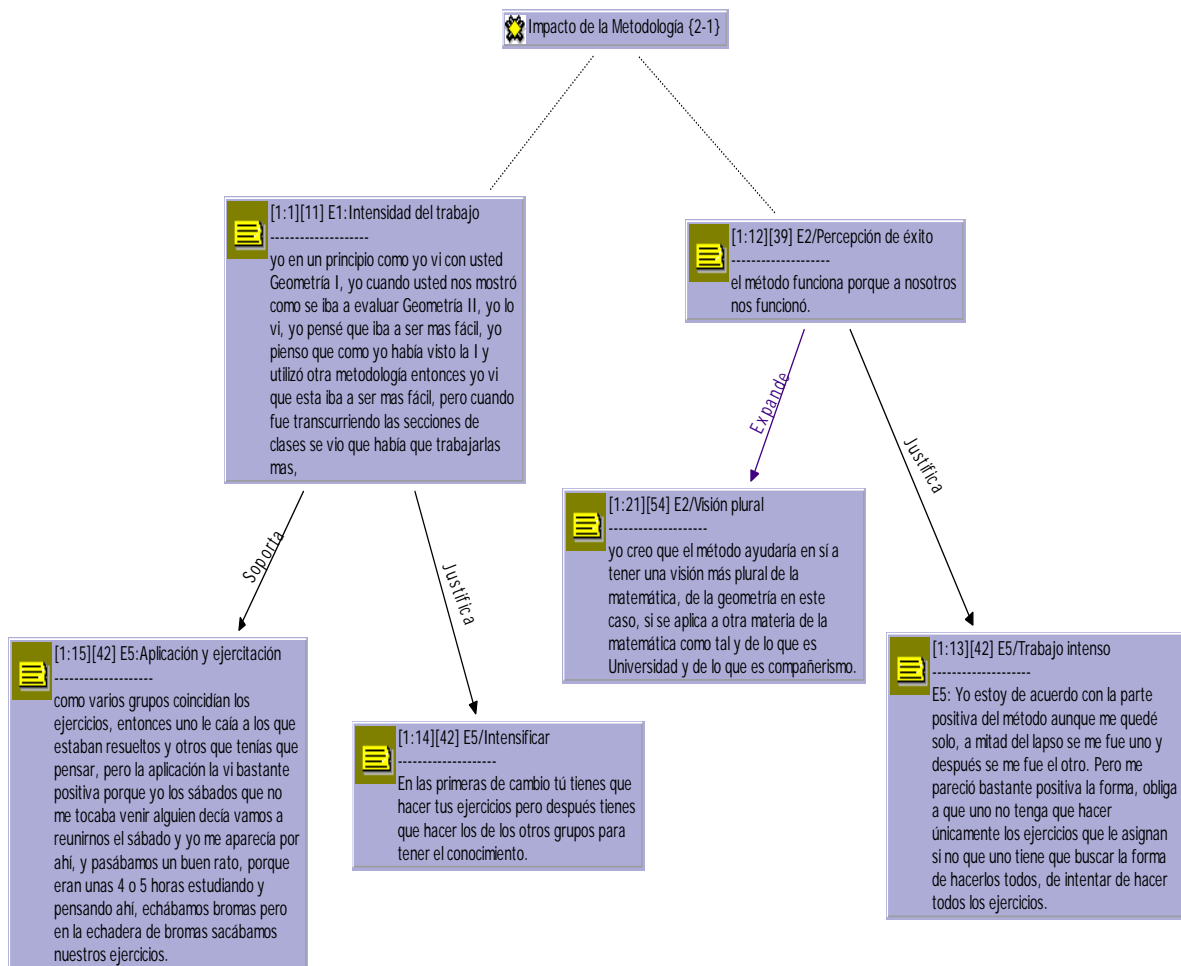 Impacto de la Metodología {2-1}
[1:1][11] E1:Intensidad del trabajo
--------------------
yo en un principio como yo vi con usted
Geometría I, yo cuando usted nos mostró
como se iba a evaluar Geometría II, yo lo
vi, yo pensé que iba a ser mas fácil, yo
pienso que como yo había visto la I y
utilizó otra metodología entonces yo vi
que esta iba a ser mas fácil, pero cuando
fue transcurriendo las secciones de
clases se vio que había que trabajarlas
mas,
[1:12][39] E2/Percepción de éxito
--------------------
el método funciona porque a nosotros
nos funcionó.
Expande
Justifica
Soporta
Justifica
[1:21][54] E2/Visión plural
--------------------
yo creo que el método ayudaría en sí a
tener una visión más plural de la
matemática, de la geometría en este
caso, si se aplica a otra materia de la
matemática como tal y de lo que es
Universidad y de lo que es compañerismo.
[1:15][42] E5:Aplicación y ejercitación
--------------------
como varios grupos coincidían los
ejercicios, entonces uno le caía a los que
estaban resueltos y otros que tenías que
pensar, pero la aplicación la vi bastante
positiva porque yo los sábados que no
me tocaba venir alguien decía vamos a
reunirnos el sábado y yo me aparecía por
ahí, y pasábamos un buen rato, porque
eran unas 4 o 5 horas estudiando y
pensando ahí, echábamos bromas pero
en la echadera de bromas sacábamos
nuestros ejercicios.
[1:14][42] E5/Intensificar
--------------------
En las primeras de cambio tú tienes que
hacer tus ejercicios pero después tienes
que hacer los de los otros grupos para
tener el conocimiento.
[1:13][42] E5/Trabajo intenso
--------------------
E5: Yo estoy de acuerdo con la parte
positiva del método aunque me quedé
solo, a mitad del lapso se me fue uno y
después se me fue el otro. Pero me
pareció bastante positiva la forma, obliga
a que uno no tenga que hacer
únicamente los ejercicios que le asignan
si no que uno tiene que buscar la forma
de hacerlos todos, de intentar de hacer
todos los ejercicios.